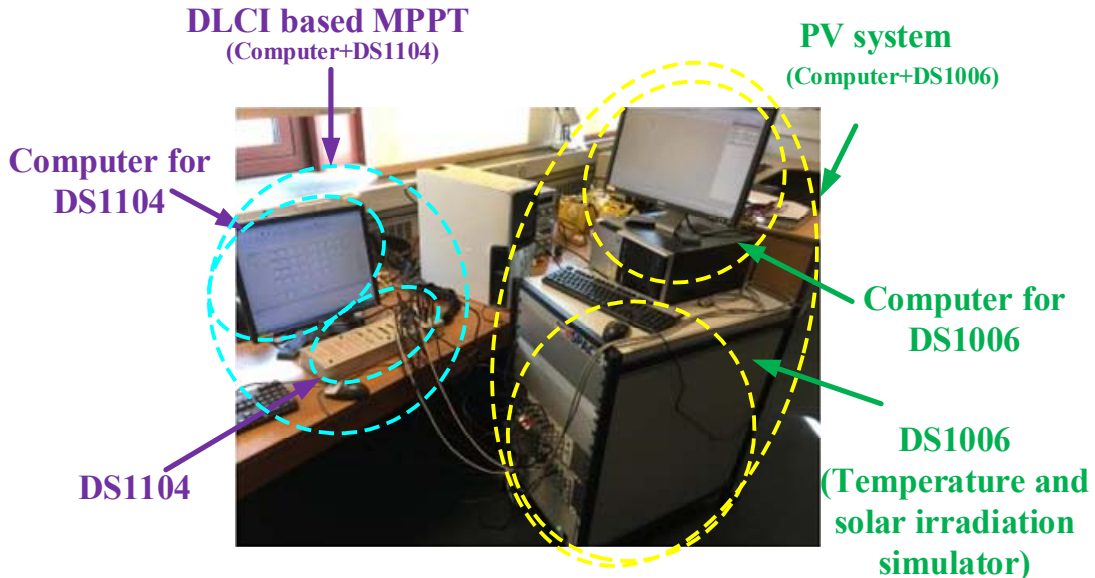 DLCI based MPPT
(Computer+DS1104)
PV system
(Computer+DS1006)
Computer for
DS1104
Computer for
DS1006
DS1104
DS1006
(Temperature and
solar irradiation
simulator)